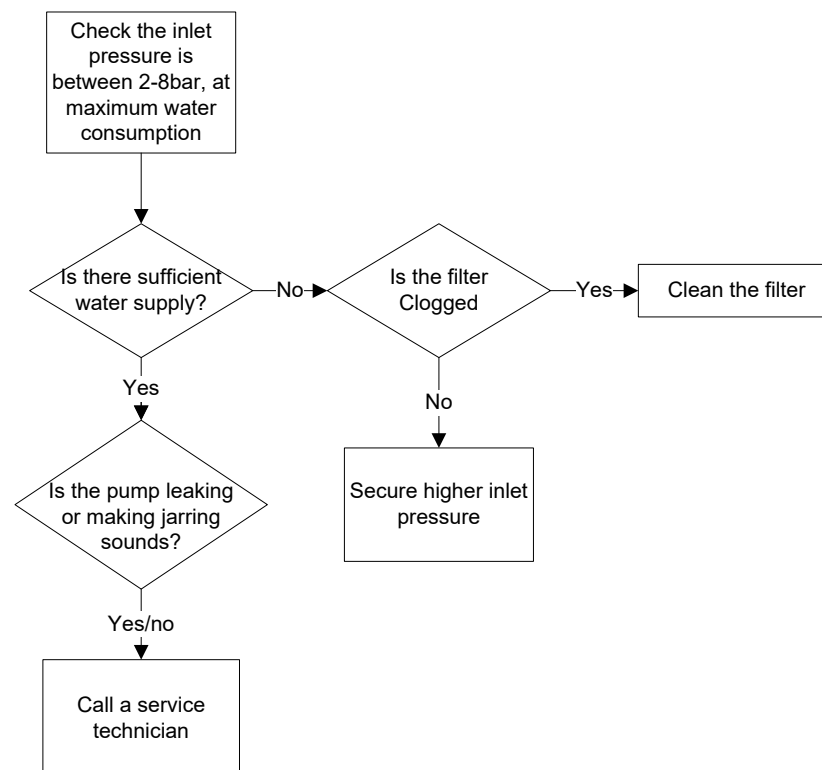 Check the inlet
pressure is
between 2-8bar, at
maximum water
consumption
Is there sufficient
water supply?
No
Is the filter
Clogged
Yes
Clean the filter
Yes
No
Is the pump leaking
or making jarring
sounds?
Secure higher inlet
pressure
Yes/no
Call a service
technician